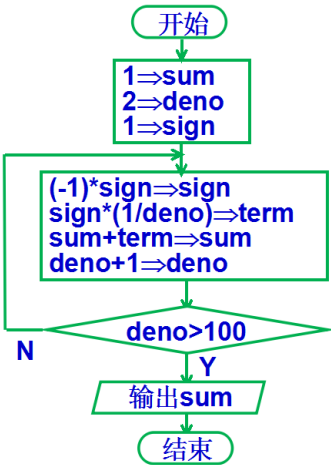 开始
1⇒sum
2⇒deno
1⇒sign
(-1)*sign⇒sign
sign*(1/deno)⇒term
sum+term⇒sum
deno+1⇒deno
deno>100
N
Y
输出sum
结束